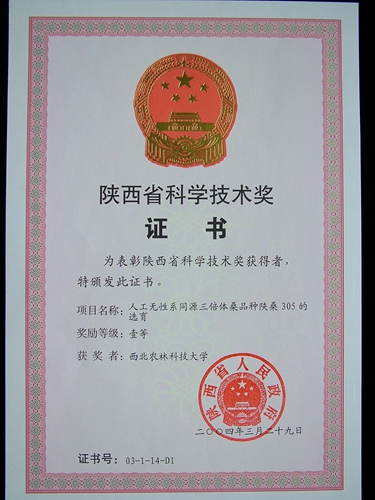 陕西省科学技术奖
证 书
为表彰陕西省科学技术奖获得者，
特颁发此证书。
项目名称：人工无性系同源三倍体桑品种陕桑305的
选育
奖励等级：壹等
获 奖 者：西北农林科技大学
陕西省人民政府
二〇〇四年三月二十九日
证书号：03-1-14-D1